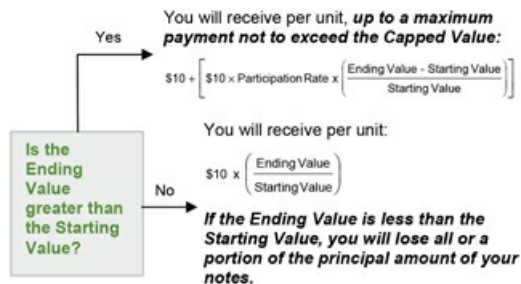 You will receive per unit, up to a maximum
payment not to exceed the Capped Value:
Yes
$10 + [ $10 × Participation Rate x ( Ending Value - Starting Value / Starting Value ) ]
Is the
Ending
Value
greater than
the Starting
Value?
No
You will receive per unit:
$10 x ( Ending Value / Starting Value )
If the Ending Value is less than the
Starting Value, you will lose all or a
portion of the principal amount of your
notes.